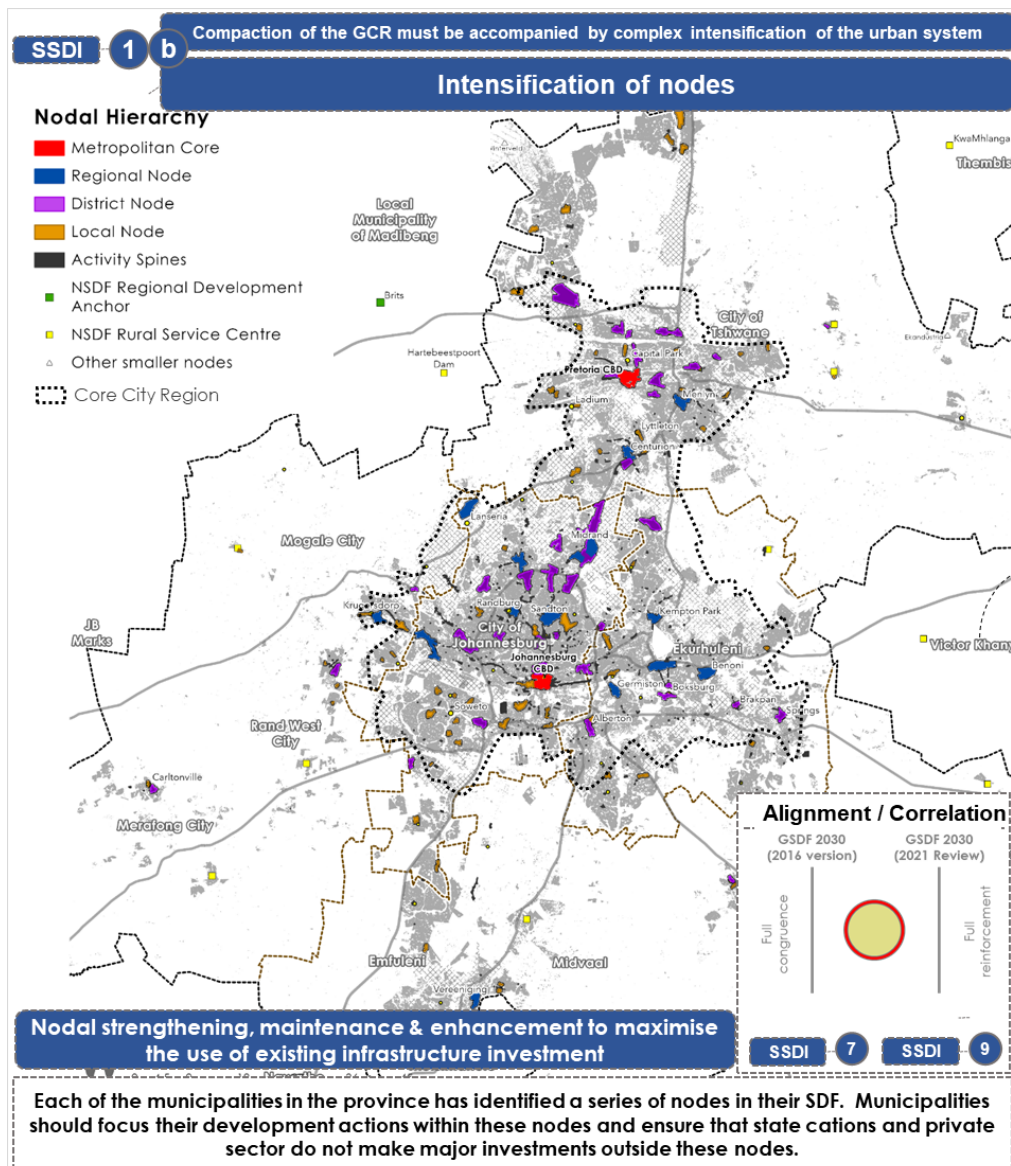 SSDI 1 b
Compaction of the GCR must be accompanied by complex intensification of the urban system
Intensification of nodes
Nodal Hierarchy
Metropolitan Core
Regional Node
District Node
Local Node
Activity Spines
NSDF Regional Development
Anchor
NSDF Rural Service Centre
Other smaller nodes
Core City Region
KwaMhlanga
Thembis
Local
Municipality
of Madibeng
Brits
City of
Tshwane
Hartebeestpoort
Dam
Capital Park
Pretoria CBD
Menlyn
Lyttleton
Centurion
Lanseria
Midrand
Mogale City
Krugersdorp
Randburg
Sandton
Kempton Park
JB
Marks
City of
Johannesburg
Johannesburg
CBD
Ekurhuleni
Benoni
Victor Khany
Germiston
Boksburg
Brakpan
Springs
Soweto
Alberton
Rand West
City
Carltonville
Merafong City
Emfuleni
Midvaal
Vereeniging
Alignment / Correlation
GSDF 2030
(2016 version)
GSDF 2030
(2021 Review)
Full
congruence
Full
reinforcement
---
SSDI 7
SSDI 9
Nodal strengthening, maintenance & enhancement to maximise
the use of existing infrastructure investment
Each of the municipalities in the province has identified a series of nodes in their SDF. Municipalities
should focus their development actions within these nodes and ensure that state cations and private
sector do not make major investments outside these nodes.